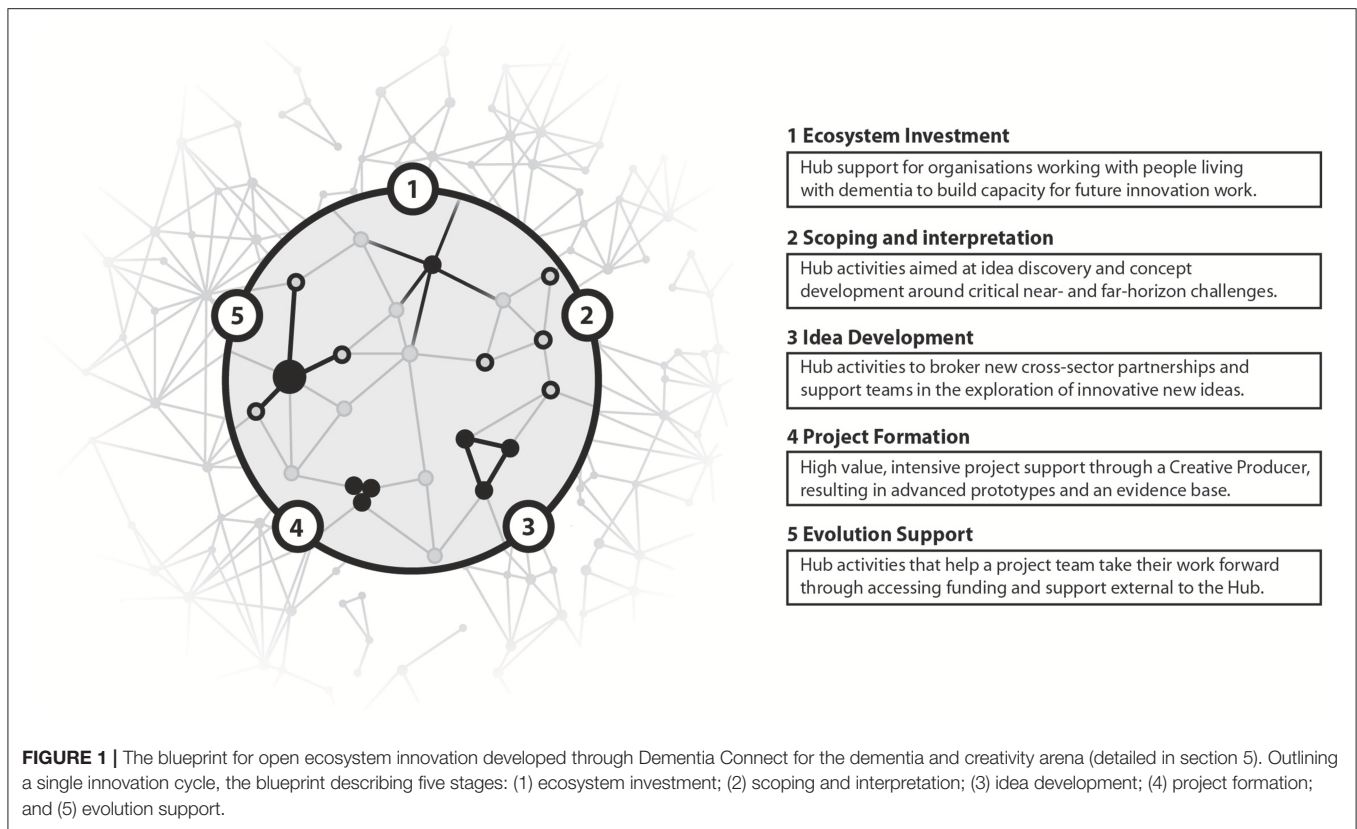 1
2
3
4
5
1 Ecosystem Investment
Hub support for organisations working with people living
with dementia to build capacity for future innovation work.
2 Scoping and interpretation
Hub activities aimed at idea discovery and concept
development around critical near- and far-horizon challenges.
3 Idea Development
Hub activities to broker new cross-sector partnerships and
support teams in the exploration of innovative new ideas.
4 Project Formation
High value, intensive project support through a Creative Producer,
resulting in advanced prototypes and an evidence base.
5 Evolution Support
Hub activities that help a project team take their work forward
through accessing funding and support external to the Hub.
FIGURE 1 | The blueprint for open ecosystem innovation developed through Dementia Connect for the dementia and creativity arena (detailed in section 5). Outlining
a single innovation cycle, the blueprint describing five stages: (1) ecosystem investment; (2) scoping and interpretation; (3) idea development; (4) project formation;
and (5) evolution support.